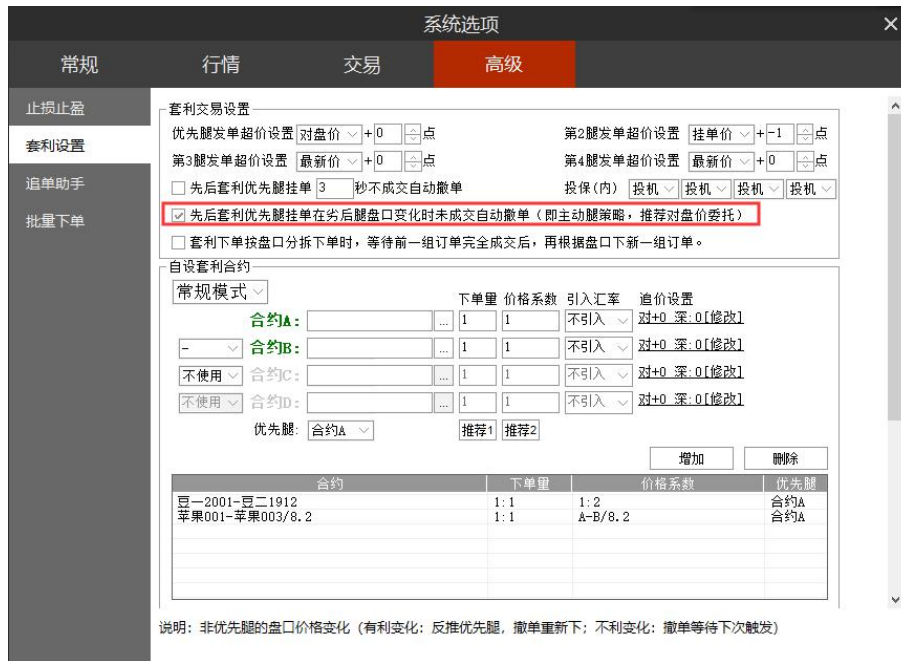 系统选项
常规 行情 交易 高级
止损止盈
套利设置
追单助手
批量下单
套利交易设置
优先腿发单超价设置 对盘价 +0 点 第2腿发单超价设置 挂单价 +-1 点
第3腿发单超价设置 最新价 +0 点 第4腿发单超价设置 最新价 +0 点
先后套利优先腿挂单 3 秒不成交自动撤单 投保(内) 投机 投机 投机 投机
先后套利优先腿挂单在劣后腿盘口变化时未成交自动撤单(即主动腿策略,推荐对盘价委托)
套利下单按盘口分拆下单时,等待前一组订单完全成交后,再根据盘口下新一组订单。
自设套利合约
常规模式 下单量 价格系数 引入汇率 追价设置
合约A: ... 1 1 不引入 对+0 深:0[修改]
- 合约B: ... 1 1 不引入 对+0 深:0[修改]
不使用 合约C: ... 1 1 不引入 对+0 深:0[修改]
不使用 合约D: ... 1 1 不引入 对+0 深:0[修改]
优先腿: 合约A 推荐1 推荐2
增加 删除
合约 下单量 价格系数 优先腿
豆一2001-豆二1912 1:1 1:2 合约A
苹果001-苹果003/8.2 1:1 A-B/8.2 合约A
说明:非优先腿的盘口价格变化(有利变化:反推优先腿,撤单重新下;不利变化:撤单等待下次触发)